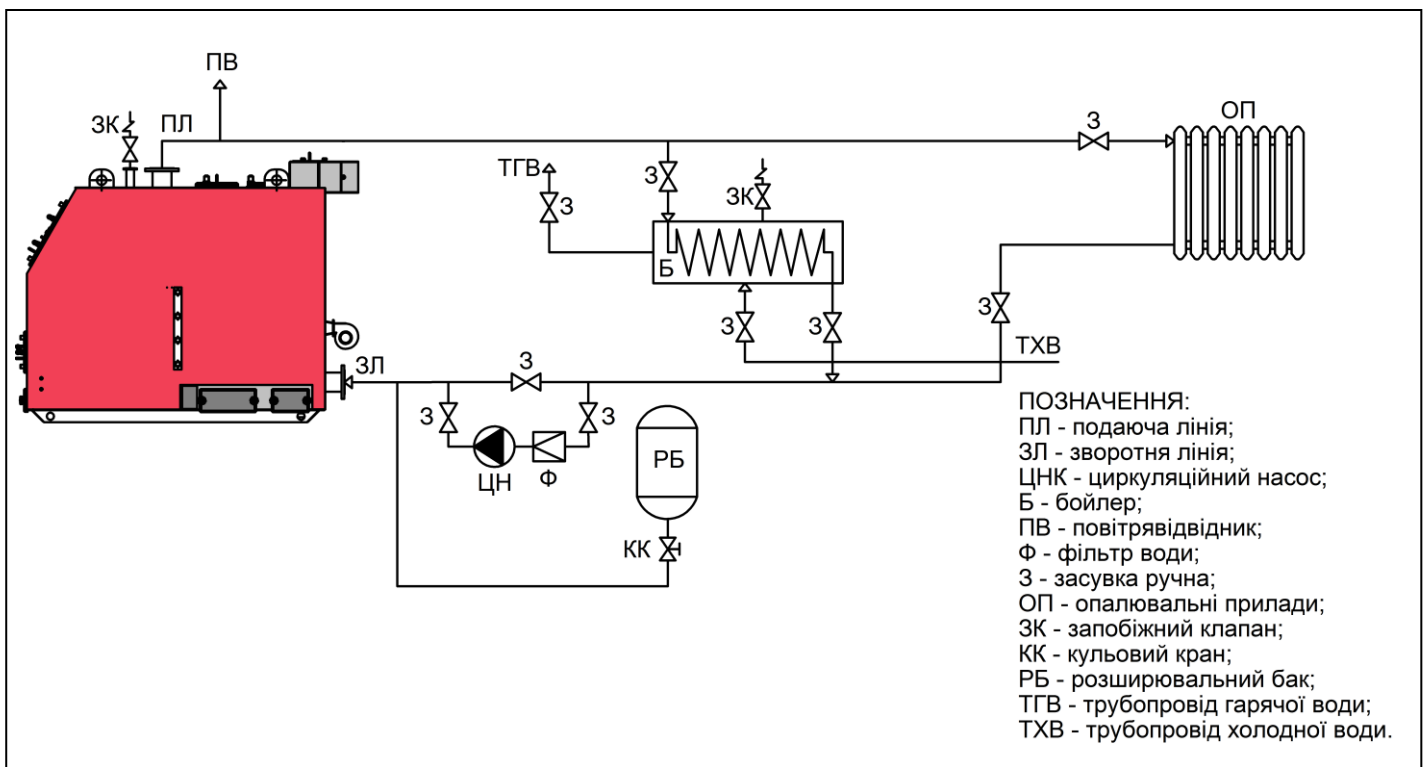 ПВ
ЗК
ПЛ
З
ОП
ТГВ
З
З
ЗК
Б
З
З
З
ТХВ
ЗЛ
З
З
З
ЦН
Ф
РБ
КК
ПОЗНАЧЕННЯ:
ПЛ - подаюча лінія;
ЗЛ - зворотня лінія;
ЦНК - циркуляційний насос;
Б - бойлер;
ПВ - повітрявідвідник;
Ф - фільтр води;
З - засувка ручна;
ОП - опалювальні прилади;
ЗК - запобіжний клапан;
КК - кульовий кран;
РБ - розширювальний бак;
ТГВ - трубопровід гарячої води;
ТХВ - трубопровід холодної води.